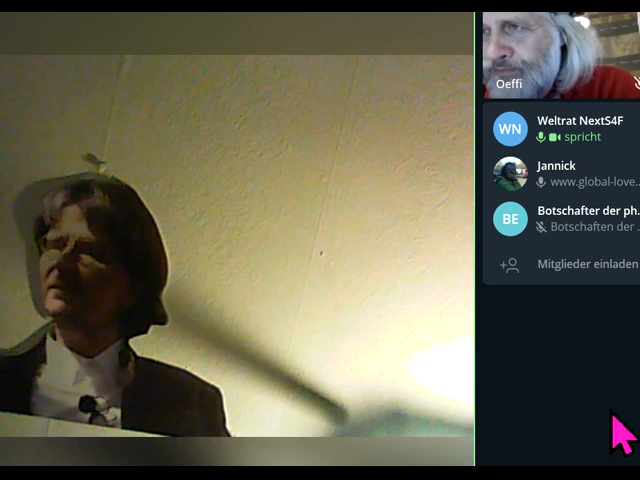 Oeffi
WN
Weltrat NextS4F
spricht
Jannick
www.global-love...
BE
Botschafter der ph...
Botschaften der ...
Mitglieder einladen